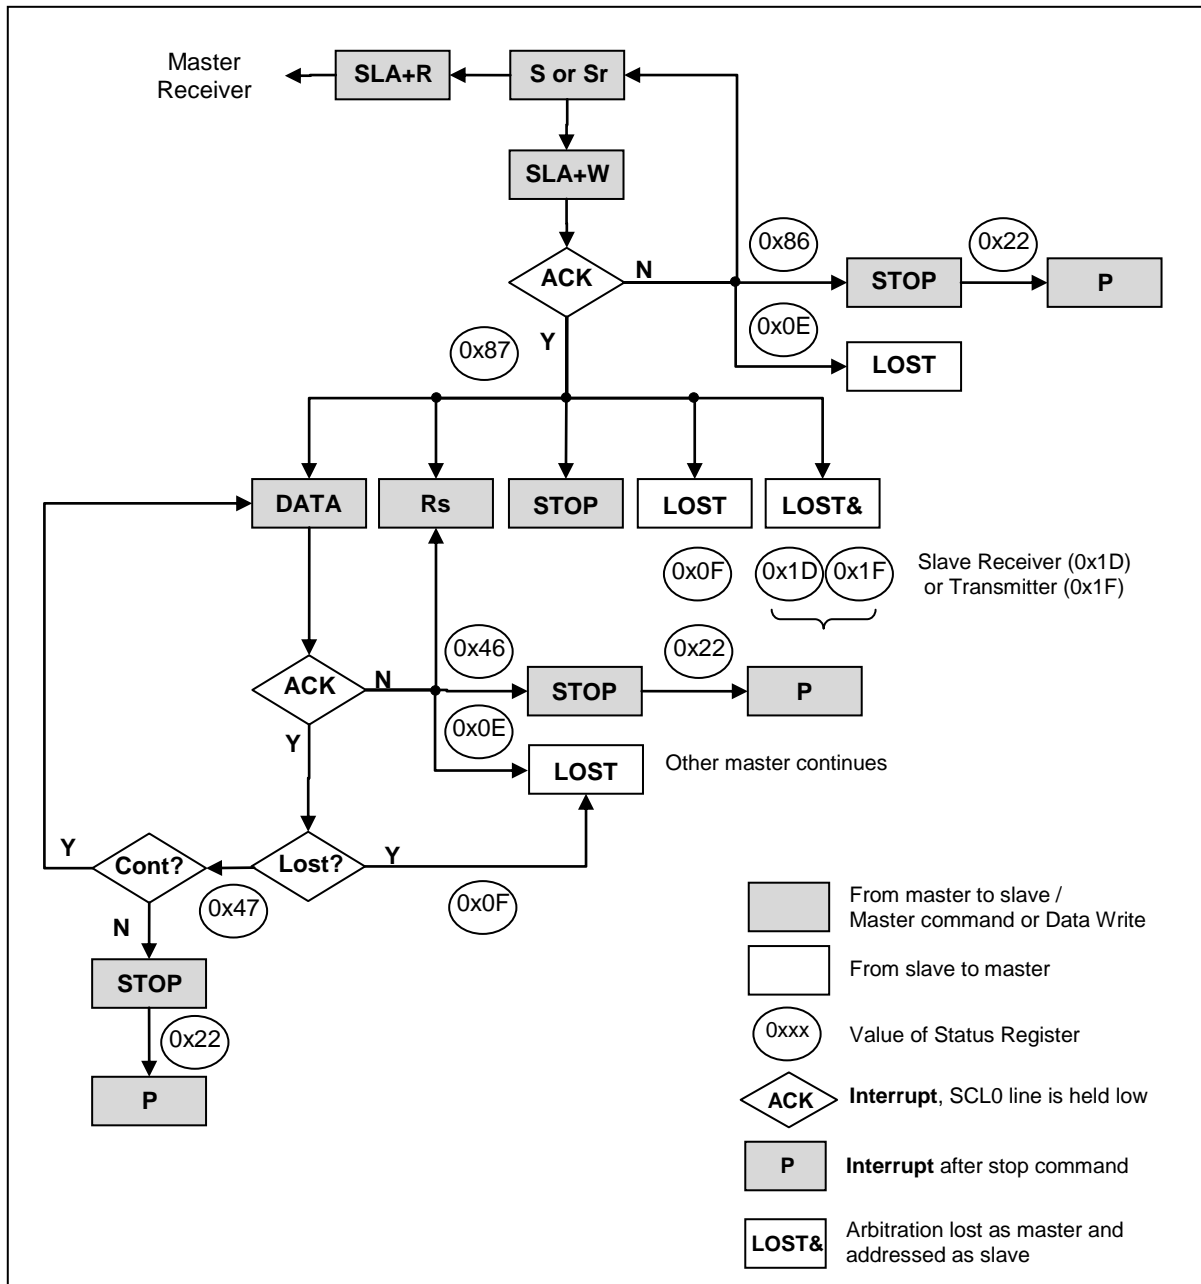 Master
Receiver
SLA+R
S or Sr
SLA+W
ACK
N
0x86
STOP
0x22
P
0x0E
LOST
Y
0x87
DATA
Rs
STOP
LOST
LOST&
0x0F
0x1D
0x1F
Slave Receiver (0x1D)
or Transmitter (0x1F)
ACK
N
0x46
STOP
0x22
P
0x0E
LOST
Other master continues
Y
Lost?
Y
0x0F
Cont?
Y
0x47
N
STOP
0x22
P
From master to slave /
Master command or Data Write
From slave to master
0xxx
Value of Status Register
ACK
Interrupt, SCL0 line is held low
P
Interrupt after stop command
LOST&
Arbitration lost as master and
addressed as slave